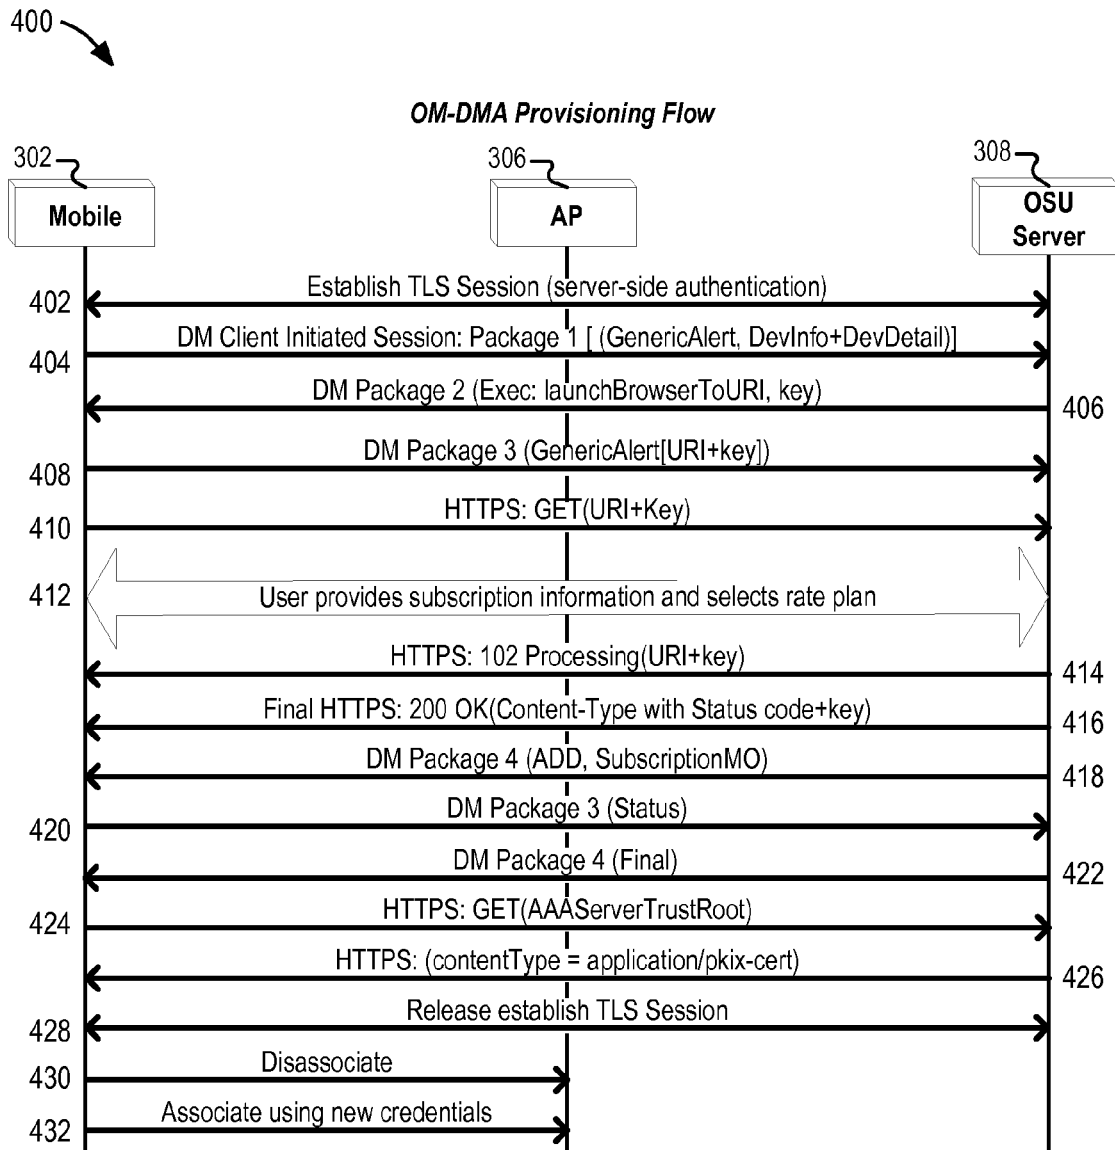 400
OM-DMA Provisioning Flow
302
306
308
Mobile
AP
OSU
Server
Establish TLS Session (server-side authentication)
402
DM Client Initiated Session: Package 1 [ (GenericAlert, DevInfo+DevDetail)]
404
DM Package 2 (Exec: launchBrowserToURI, key)
406
DM Package 3 (GenericAlert[URI+key])
408
HTTPS: GET(URI+Key)
410
412
User provides subscription information and selects rate plan
HTTPS: 102 Processing(URI+key)
414
Final HTTPS: 200 OK(Content-Type with Status code+key)
416
DM Package 4 (ADD, SubscriptionMO)
418
DM Package 3 (Status)
420
DM Package 4 (Final)
422
HTTPS: GET(AAAServerTrustRoot)
424
HTTPS: (contentType = application/pkix-cert)
426
Release establish TLS Session
428
Disassociate
430
Associate using new credentials
432